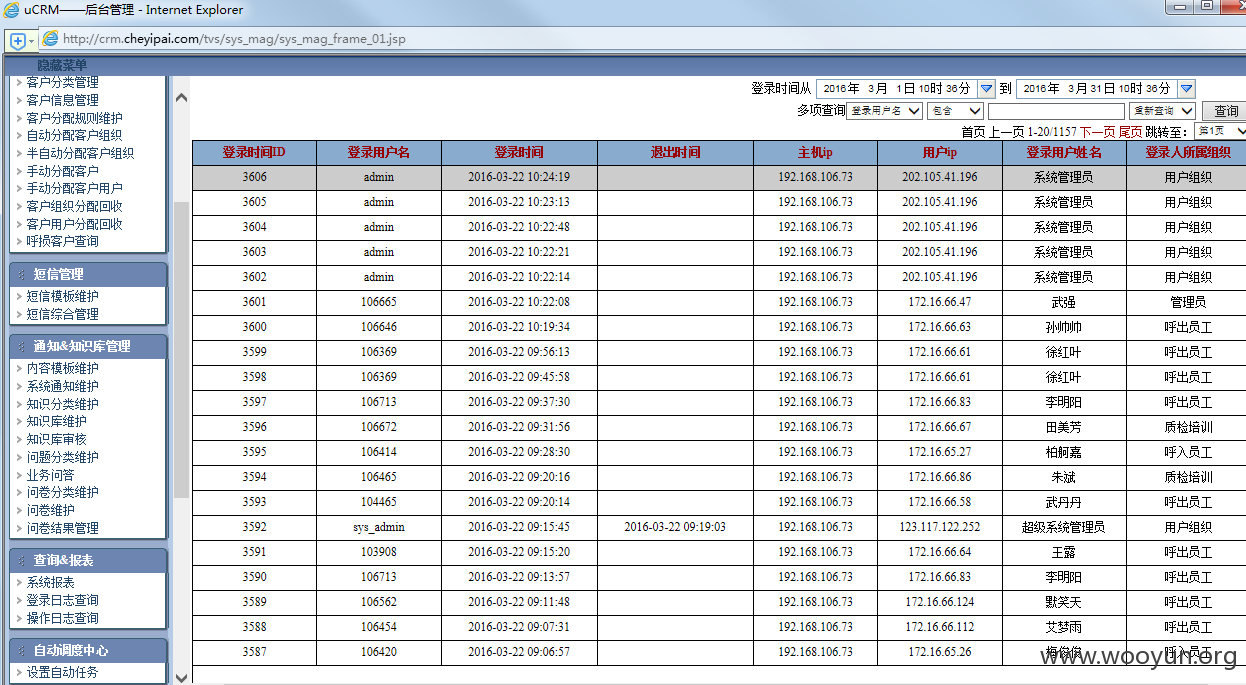 uCRM——后台管理 - Internet Explorer
http://crm.cheyipai.com/tvs/sys_mag/sys_mag_frame_01.jsp
隐藏菜单
客户分类管理
客户信息管理
客户分配规则维护
自动分配客户组织
半自动分配客户组织
手动分配客户
手动分配客户用户
客户组织分配回收
客户用户分配回收
呼损客户查询
短信管理
短信模板维护
短信综合管理
通知&知识库管理
内容模板维护
系统通知维护
知识分类维护
知识库维护
知识库审核
问题分类维护
业务问答
问卷分类维护
问卷维护
问卷结果管理
查询&报表
系统报表
登录日志查询
操作日志查询
自动调度中心
设置自动任务
登录时间从 2016年 3月 1日 10时 36分 到 2016年 3月 31日 10时 36分
多项查询 登录用户名 包含 重新查询 查询
首页 上一页 1-20/1157 下一页 尾页 跳转至: 第1页
登录时间ID 登录用户名 登录时间 退出时间 主机ip 用户ip 登录用户姓名 登录人所属组织
3606 admin 2016-03-22 10:24:19 192.168.106.73 202.105.41.196 系统管理员 用户组织
3605 admin 2016-03-22 10:23:13 192.168.106.73 202.105.41.196 系统管理员 用户组织
3604 admin 2016-03-22 10:22:48 192.168.106.73 202.105.41.196 系统管理员 用户组织
3603 admin 2016-03-22 10:22:21 192.168.106.73 202.105.41.196 系统管理员 用户组织
3602 admin 2016-03-22 10:22:14 192.168.106.73 202.105.41.196 系统管理员 用户组织
3601 106665 2016-03-22 10:22:08 192.168.106.73 172.16.66.47 武强 管理员
3600 106646 2016-03-22 10:19:34 192.168.106.73 172.16.66.63 孙帅帅 呼出员工
3599 106369 2016-03-22 09:56:13 192.168.106.73 172.16.66.61 徐红叶 呼出员工
3598 106369 2016-03-22 09:45:58 192.168.106.73 172.16.66.61 徐红叶 呼出员工
3597 106713 2016-03-22 09:37:30 192.168.106.73 172.16.66.83 李明阳 呼出员工
3596 106672 2016-03-22 09:31:56 192.168.106.73 172.16.66.67 田美芳 质检培训
3595 106414 2016-03-22 09:28:30 192.168.106.73 172.16.65.27 柏舸嘉 呼入员工
3594 106465 2016-03-22 09:20:16 192.168.106.73 172.16.66.86 朱斌 质检培训
3593 104465 2016-03-22 09:20:14 192.168.106.73 172.16.66.58 武丹丹 呼出员工
3592 sys_admin 2016-03-22 09:15:45 2016-03-22 09:19:03 192.168.106.73 123.117.122.252 超级系统管理员 用户组织
3591 103908 2016-03-22 09:15:20 192.168.106.73 172.16.66.64 王露 呼出员工
3590 106713 2016-03-22 09:13:57 192.168.106.73 172.16.66.83 李明阳 呼出员工
3589 106562 2016-03-22 09:11:48 192.168.106.73 172.16.66.124 默笑天 呼出员工
3588 106454 2016-03-22 09:07:31 192.168.106.73 172.16.66.112 艾梦雨 呼出员工
3587 106420 2016-03-22 09:06:57 192.168.106.73 172.16.65.26 呼入员工
www.wooyun.org